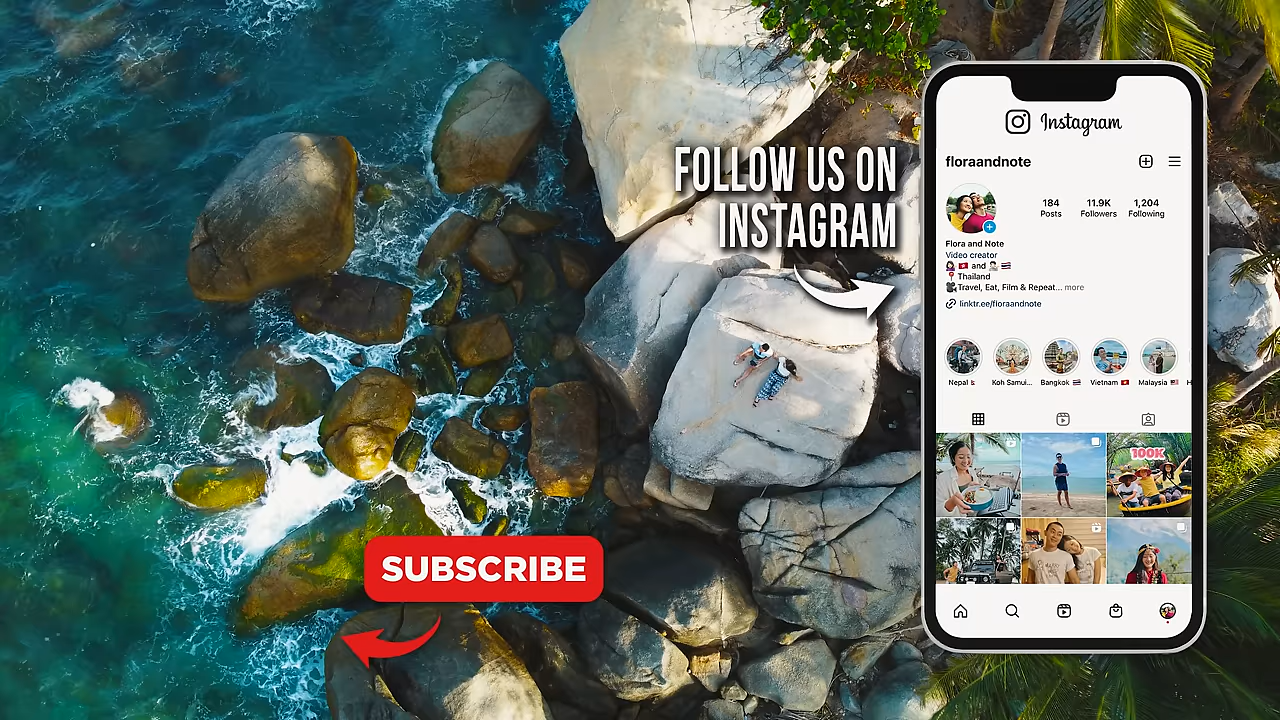 FOLLOW US ON
INSTAGRAM
SUBSCRIBE
Instagram
floraandnote
184 11.9K 1,204
Posts Followers Following
Flora and Note
Video creator
and
Thailand
Travel, Eat, Film & Repeat... more
linktr.ee/floraandnote
Nepal Koh Samui... Bangkok Vietnam Malaysia H
100K